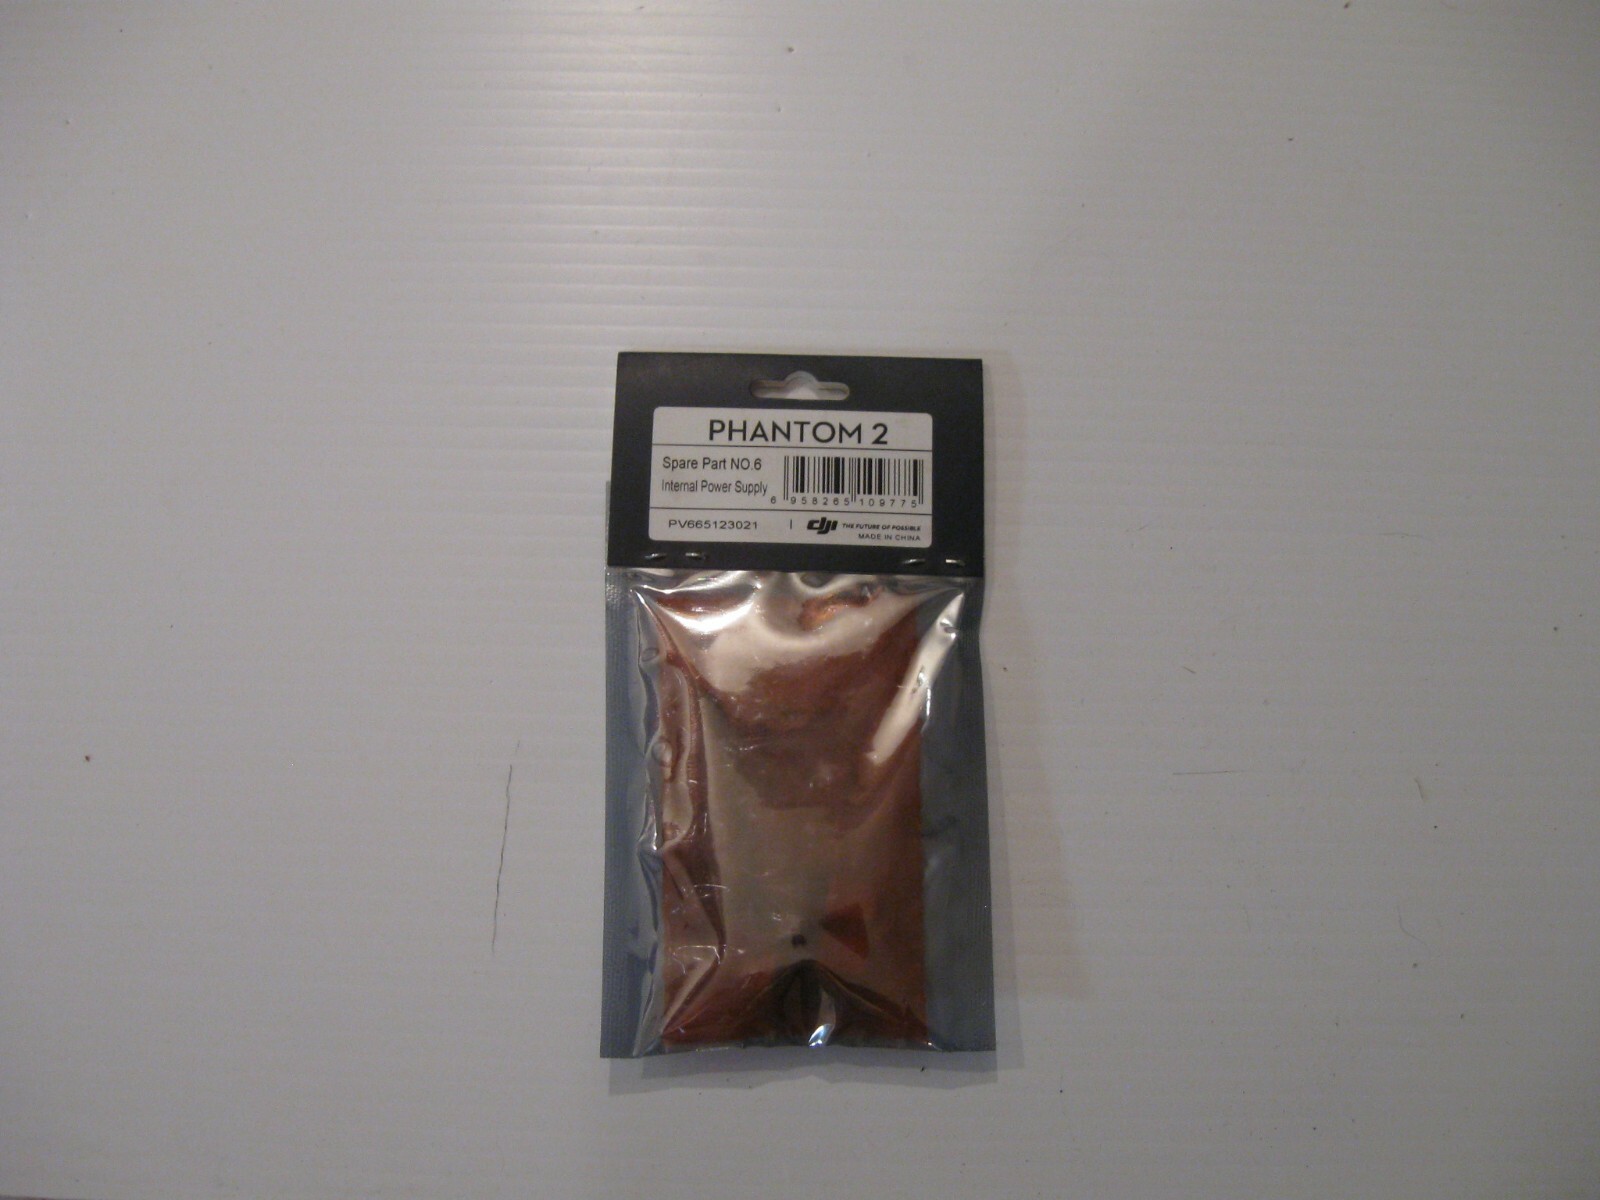 PHANTOM 2
Spare Part NO.6
Internal Power Supply
6 958265 109775
PV665123021 | dji THE FUTURE OF POSSIBLE
MADE IN CHINA